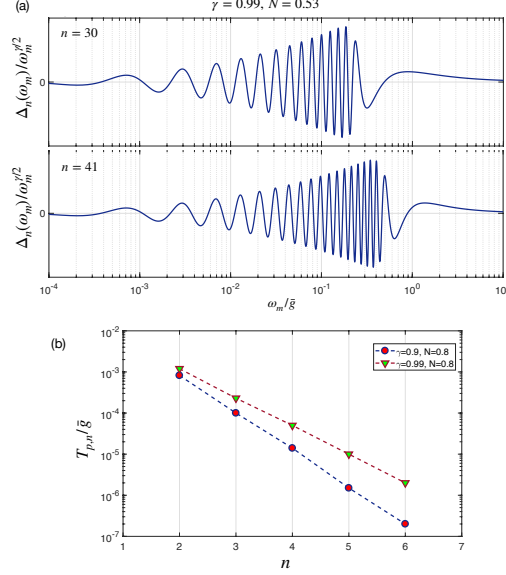 (a)
γ = 0.99, N = 0.53
n = 30
Δn(ωm)/ωm^γ/2
0
n = 41
Δn(ωm)/ωm^γ/2
0
10-4 10-3 10-2 10-1 100 10
ωm/ḡ
(b)
10-2
10-3
10-4
10-5
10-6
10-7
Tp,n/ḡ
γ=0.9, N=0.8
γ=0.99, N=0.8
1 2 3 4 5 6 7
n